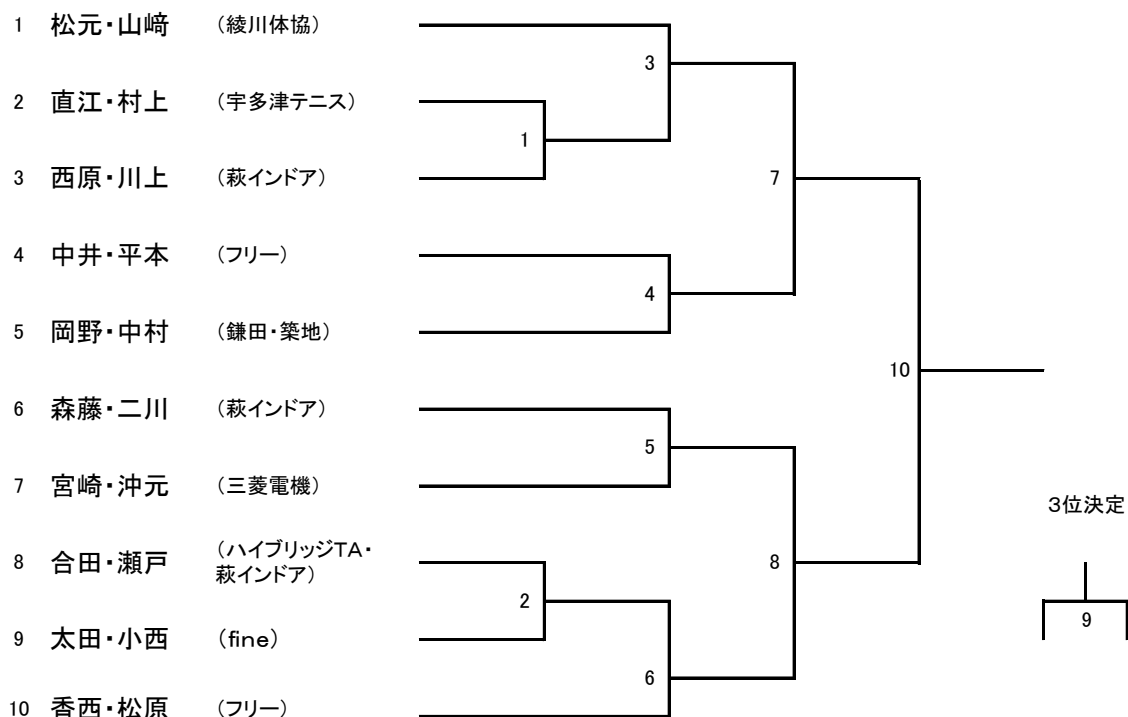 1 松元・山﨑 (綾川体協)
3
2 直江・村上 (宇多津テニス)
1
3 西原・川上 (萩インドア)
7
4 中井・平本 (フリー)
4
5 岡野・中村 (鎌田・築地)
10
6 森藤・二川 (萩インドア)
5
7 宮崎・沖元 (三菱電機)
3位決定
8 合田・瀬戸 (ハイブリッジTA・
萩インドア)
8
2
9
9 太田・小西 (fine)
6
10 香西・松原 (フリー)